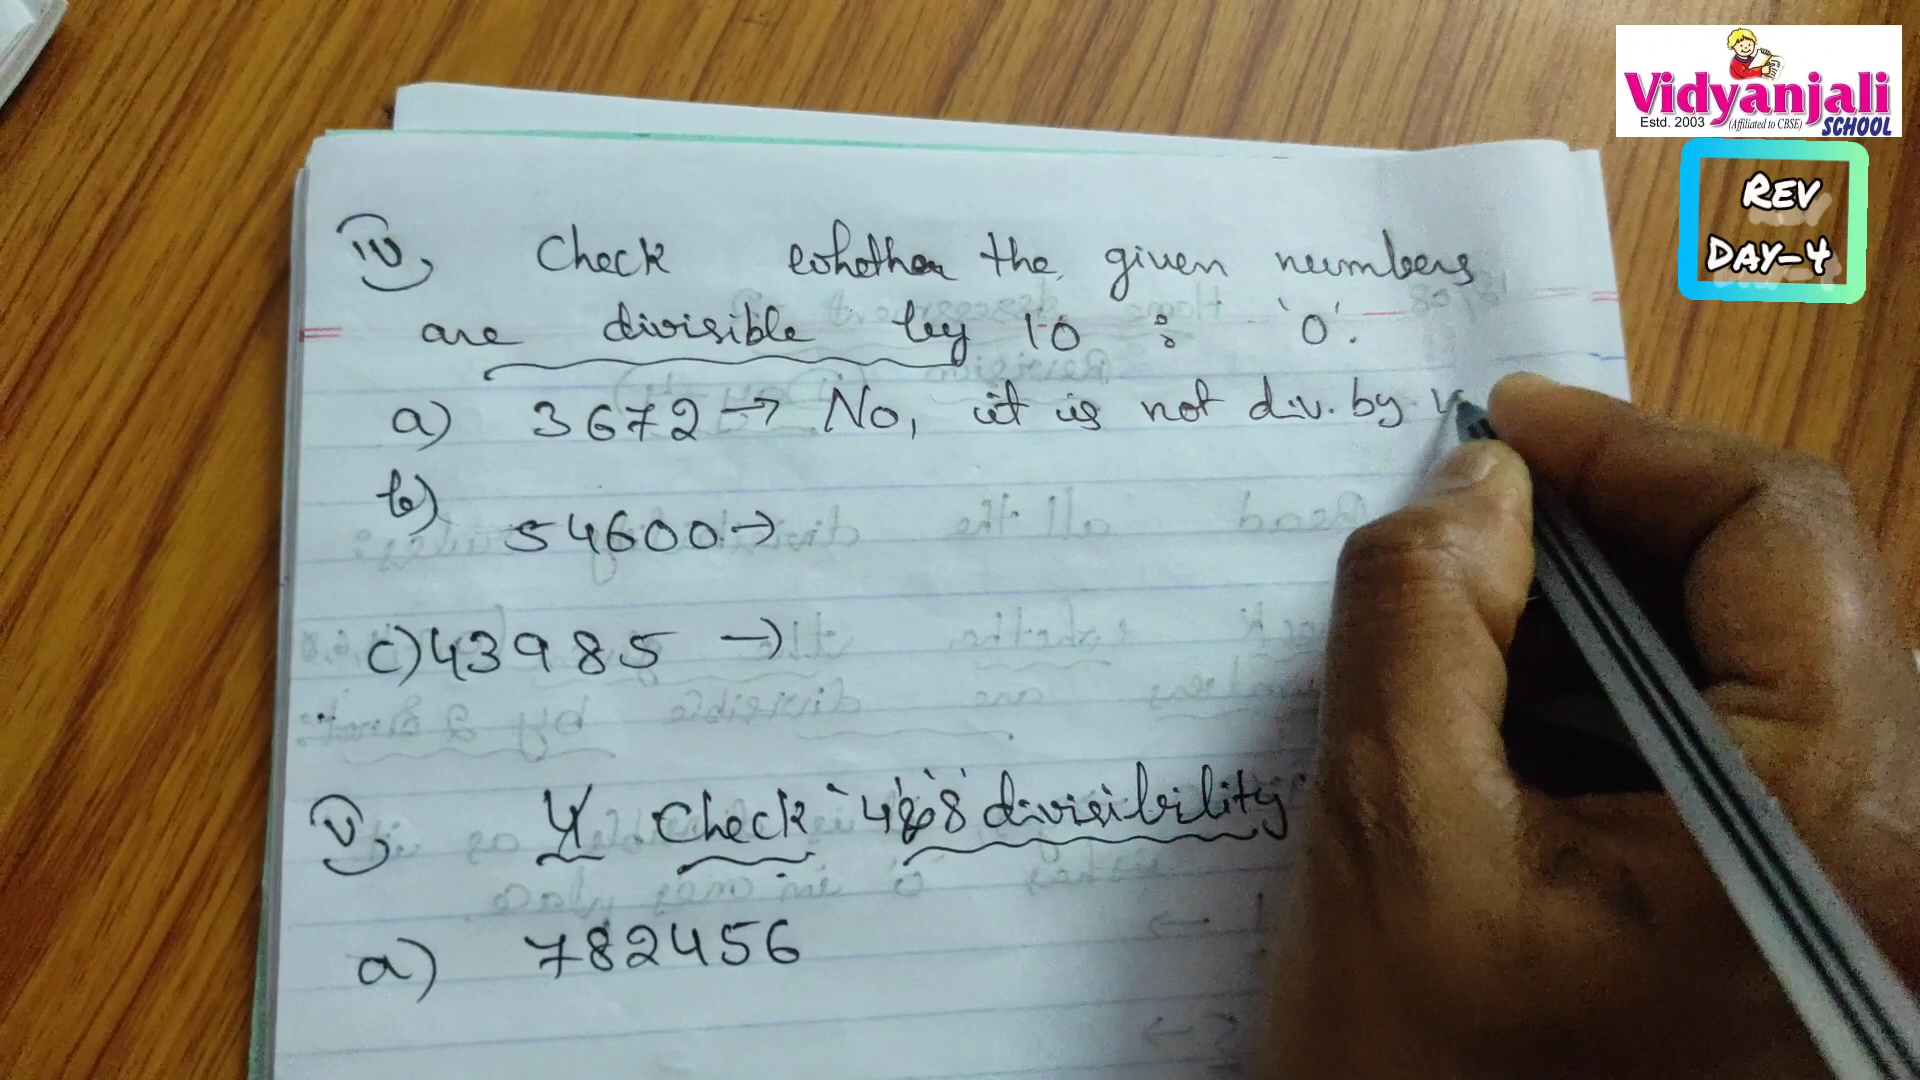 Vidyanjali
Estd. 2003 (Affiliated to CBSE) SCHOOL
REV
DAY-4
iv) Check whether the given numbers
are divisible by 10 : '0'.
a) 3672 → No, it is not div. by
b) 54600 →
c) 43985 →
v) Check '4&8' divisibility
a) 782456